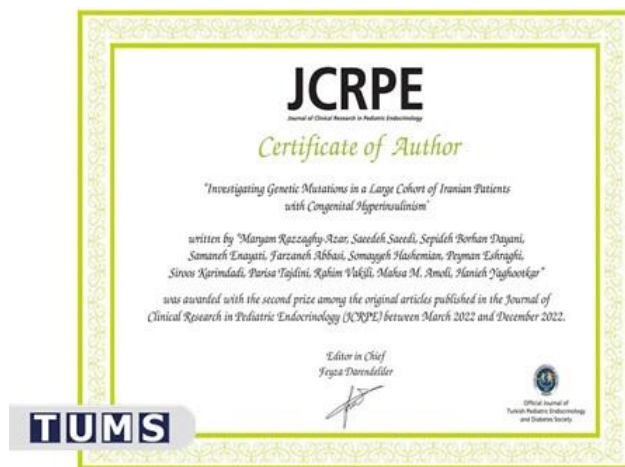 JCRPE
Journal of Clinical Research in Pediatric Endocrinology
Certificate of Author
"Investigating Genetic Mutations in a Large Cohort of Iranian Patients
with Congenital Hyperinsulinism"
written by "Maryam Razzaghy-Azar, Saeedeh Saeedi, Sepideh Borhan Dayani,
Samaneh Enayati, Farzaneh Abbasi, Somayyeh Hashemian, Peyman Eshraghi,
Siroos Karimdadi, Parisa Tajdini, Rahim Vakili, Mahsa M. Amoli, Hanieh Yaghootkar"
was awarded with the second prize among the original articles published in the Journal of
Clinical Research in Pediatric Endocrinology (JCRPE) between March 2022 and December 2022.
Editor in Chief
Feyza Darendeliler
Official Journal of
Turkish Pediatric Endocrinology
and Diabetes Society
TUMS